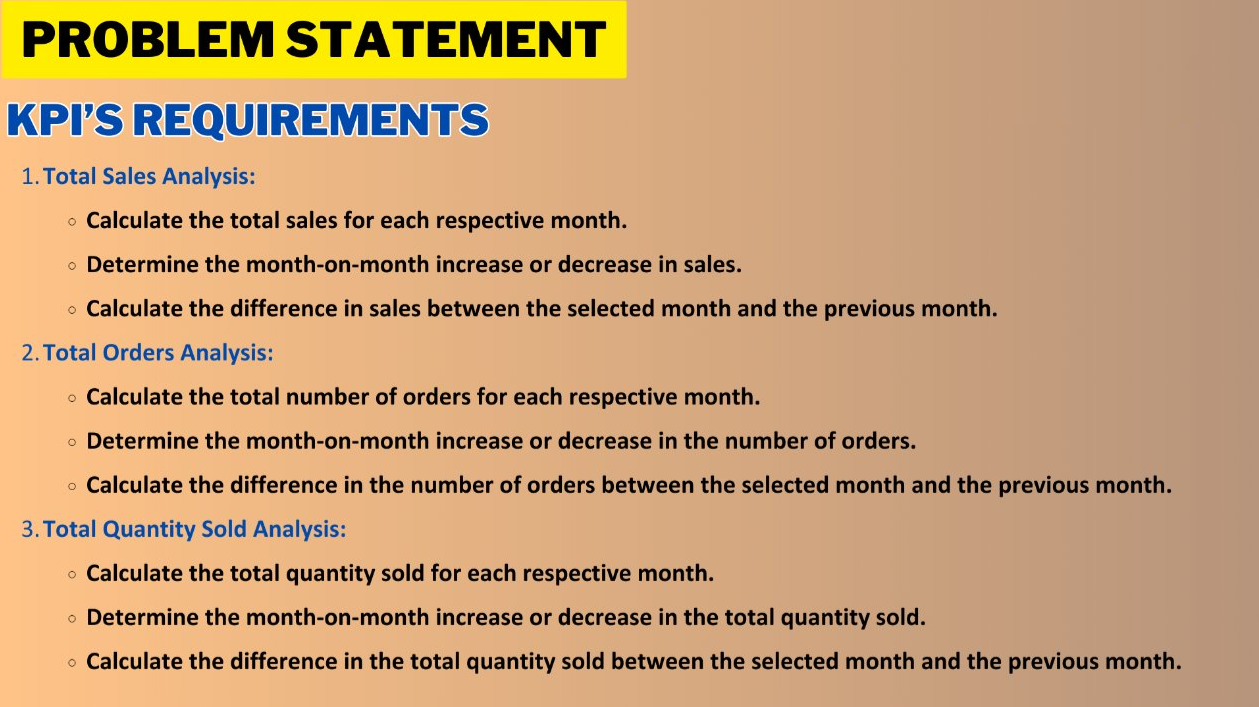 PROBLEM STATEMENT
KPI’S REQUIREMENTS
1. Total Sales Analysis:
○ Calculate the total sales for each respective month.
○ Determine the month-on-month increase or decrease in sales.
○ Calculate the difference in sales between the selected month and the previous month.
2. Total Orders Analysis:
○ Calculate the total number of orders for each respective month.
○ Determine the month-on-month increase or decrease in the number of orders.
○ Calculate the difference in the number of orders between the selected month and the previous month.
3. Total Quantity Sold Analysis:
○ Calculate the total quantity sold for each respective month.
○ Determine the month-on-month increase or decrease in the total quantity sold.
○ Calculate the difference in the total quantity sold between the selected month and the previous month.